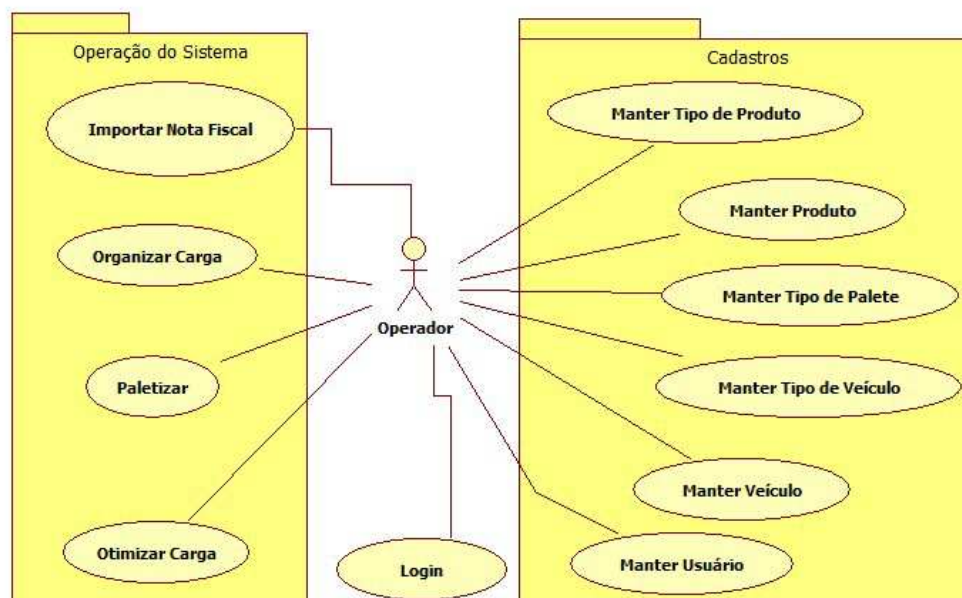 Operação do Sistema
Importar Nota Fiscal
Organizar Carga
Paletizar
Otimizar Carga
Operador
Login
Cadastros
Manter Tipo de Produto
Manter Produto
Manter Tipo de Palete
Manter Tipo de Veículo
Manter Veículo
Manter Usuário